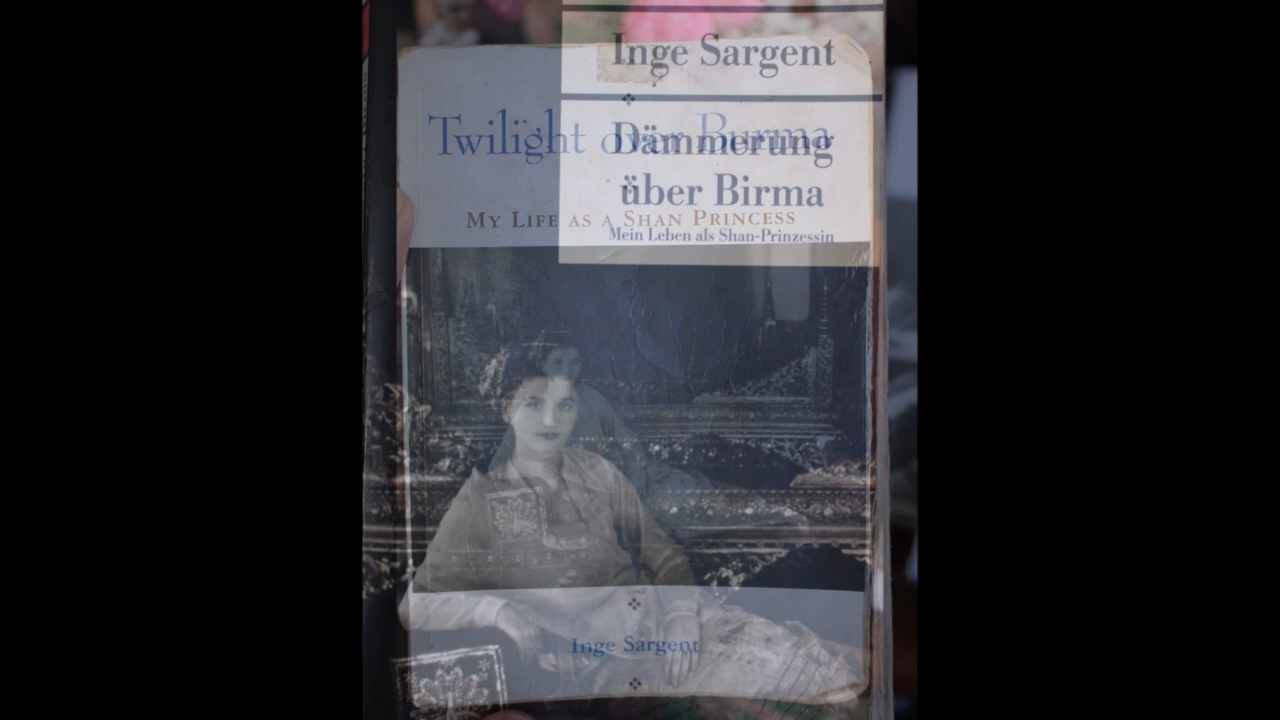 Inge Sargent
Twilight over Burma
Dämmerung
über Birma
My Life as a Shan Princess
Mein Leben als Shan-Prinzessin
Inge Sargent